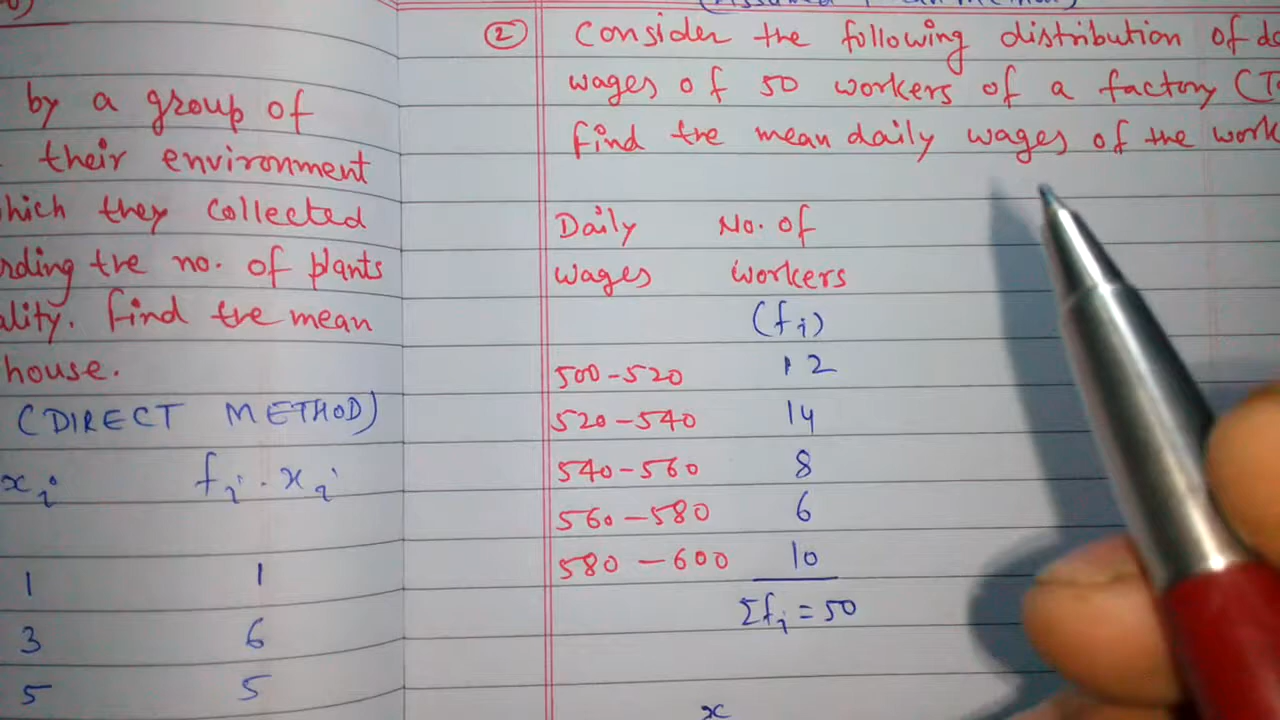 by a group of
their environment
which they collected
the no. of plants
find the mean
house.
(DIRECT METHOD)
xi fi . xi
1 1
3 6
5 5
(2) Consider the following distribution of
wages of 50 workers of a factory
find the mean daily wages of the
Daily No. of
wages workers
(fi)
500-520 12
520-540 14
540-560 8
560-580 6
580-600 10
Σfi = 50
x